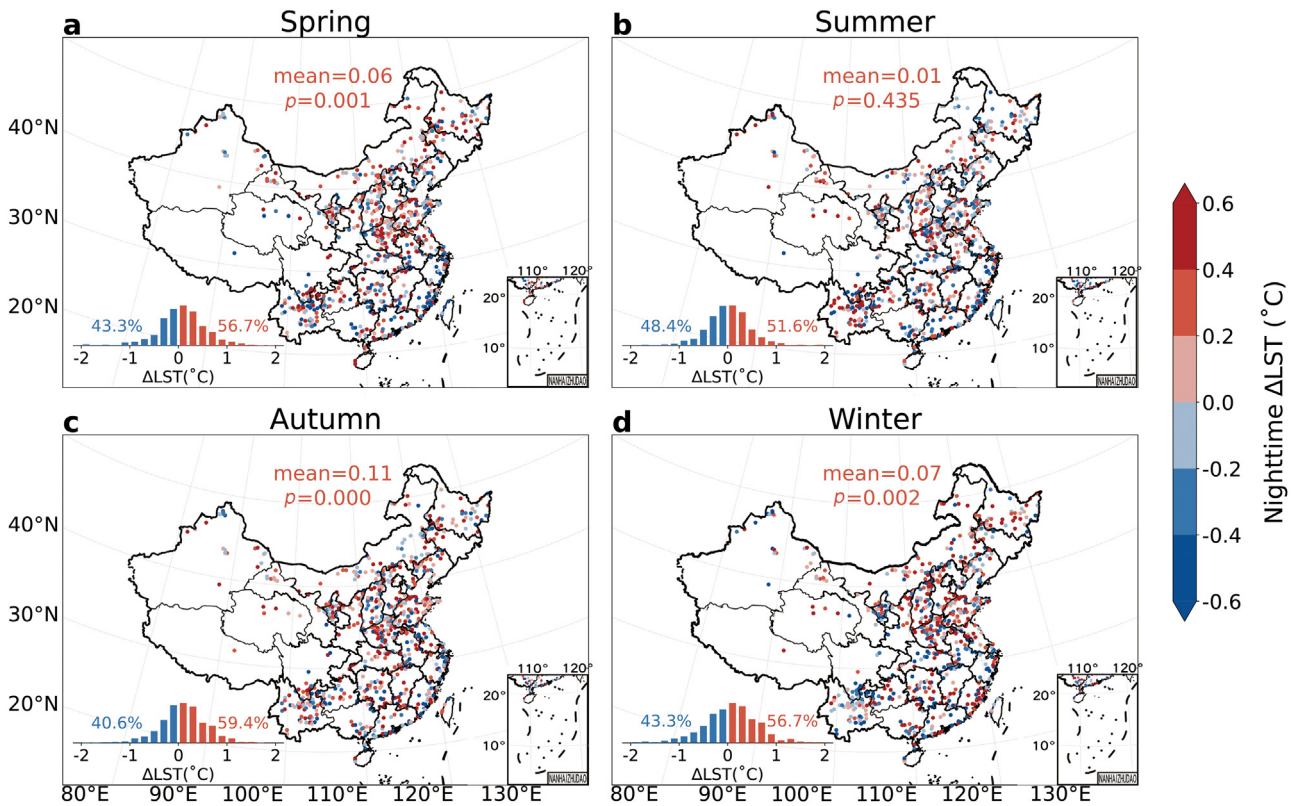 a Spring
mean=0.06
p=0.001
40°N
30°N
20°N
43.3% 56.7%
-2 -1 0 1 2
ΔLST(°C)
110° 120°
20°
10°
NANHAIZHUDAO
b Summer
mean=0.01
p=0.435
48.4% 51.6%
-2 -1 0 1 2
ΔLST(°C)
110° 120°
20°
10°
NANHAIZHUDAO
c Autumn
mean=0.11
p=0.000
40°N
30°N
20°N
40.6% 59.4%
-2 -1 0 1 2
ΔLST(°C)
110° 120°
20°
10°
NANHAIZHUDAO
80°E 90°E 100°E 110°E 120°E 130°E
d Winter
mean=0.07
p=0.002
43.3% 56.7%
-2 -1 0 1 2
ΔLST(°C)
110° 120°
20°
10°
NANHAIZHUDAO
80°E 90°E 100°E 110°E 120°E 130°E
0.6
0.4
0.2
0.0
-0.2
-0.4
-0.6
Nighttime ΔLST (°C)